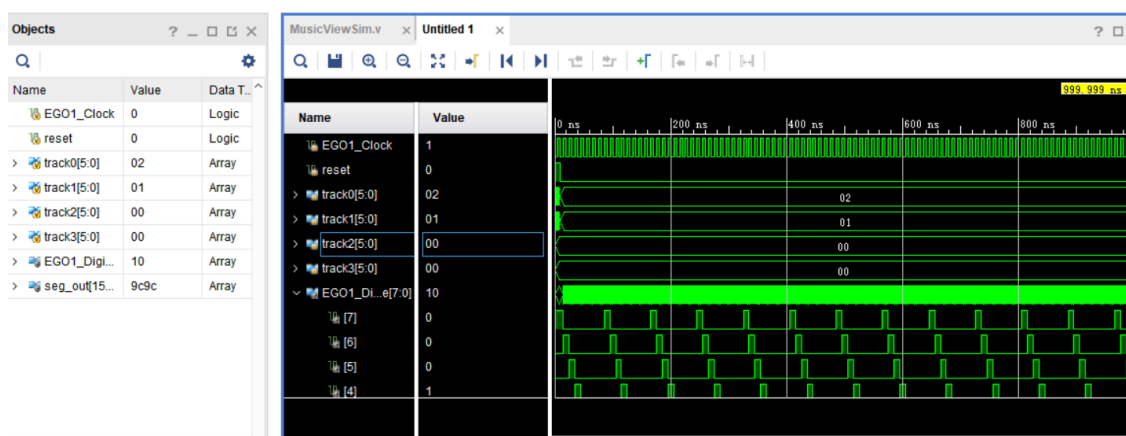 Objects
Name Value Data T...
EGO1_Clock 0 Logic
reset 0 Logic
track0[5:0] 02 Array
track1[5:0] 01 Array
track2[5:0] 00 Array
track3[5:0] 00 Array
EGO1_Digi... 10 Array
seg_out[15... 9c9c Array
MusicViewSim.v Untitled 1
999.999 ns
Name Value
0 ns 200 ns 400 ns 600 ns 800 ns
EGO1_Clock 1
reset 0
track0[5:0] 02 02
track1[5:0] 01 01
track2[5:0] 00 00
track3[5:0] 00 00
EGO1_Di...e[7:0] 10
[7] 0
[6] 0
[5] 0
[4] 1